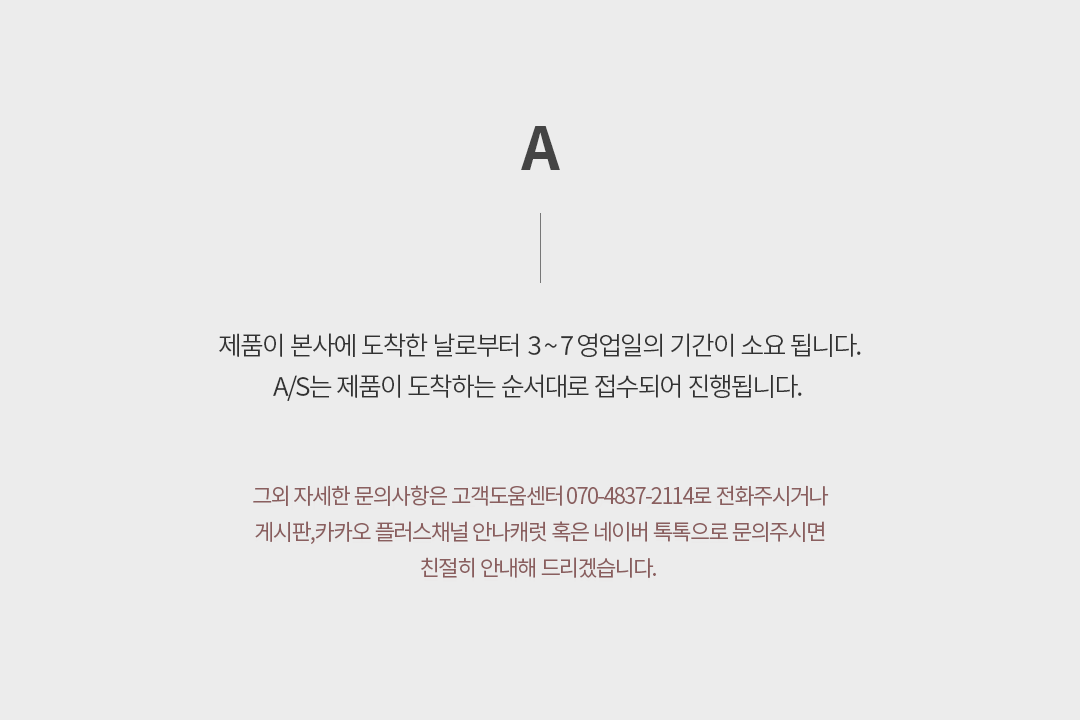 A
제품이 본사에 도착한 날로부터 3 ~ 7 영업일의 기간이 소요 됩니다.
A/S는 제품이 도착하는 순서대로 접수되어 진행됩니다.
그외 자세한 문의사항은 고객도움센터 070-4837-2114로 전화주시거나
게시판,카카오 플러스채널 안나캐럿 혹은 네이버 톡톡으로 문의주시면
친절히 안내해 드리겠습니다.